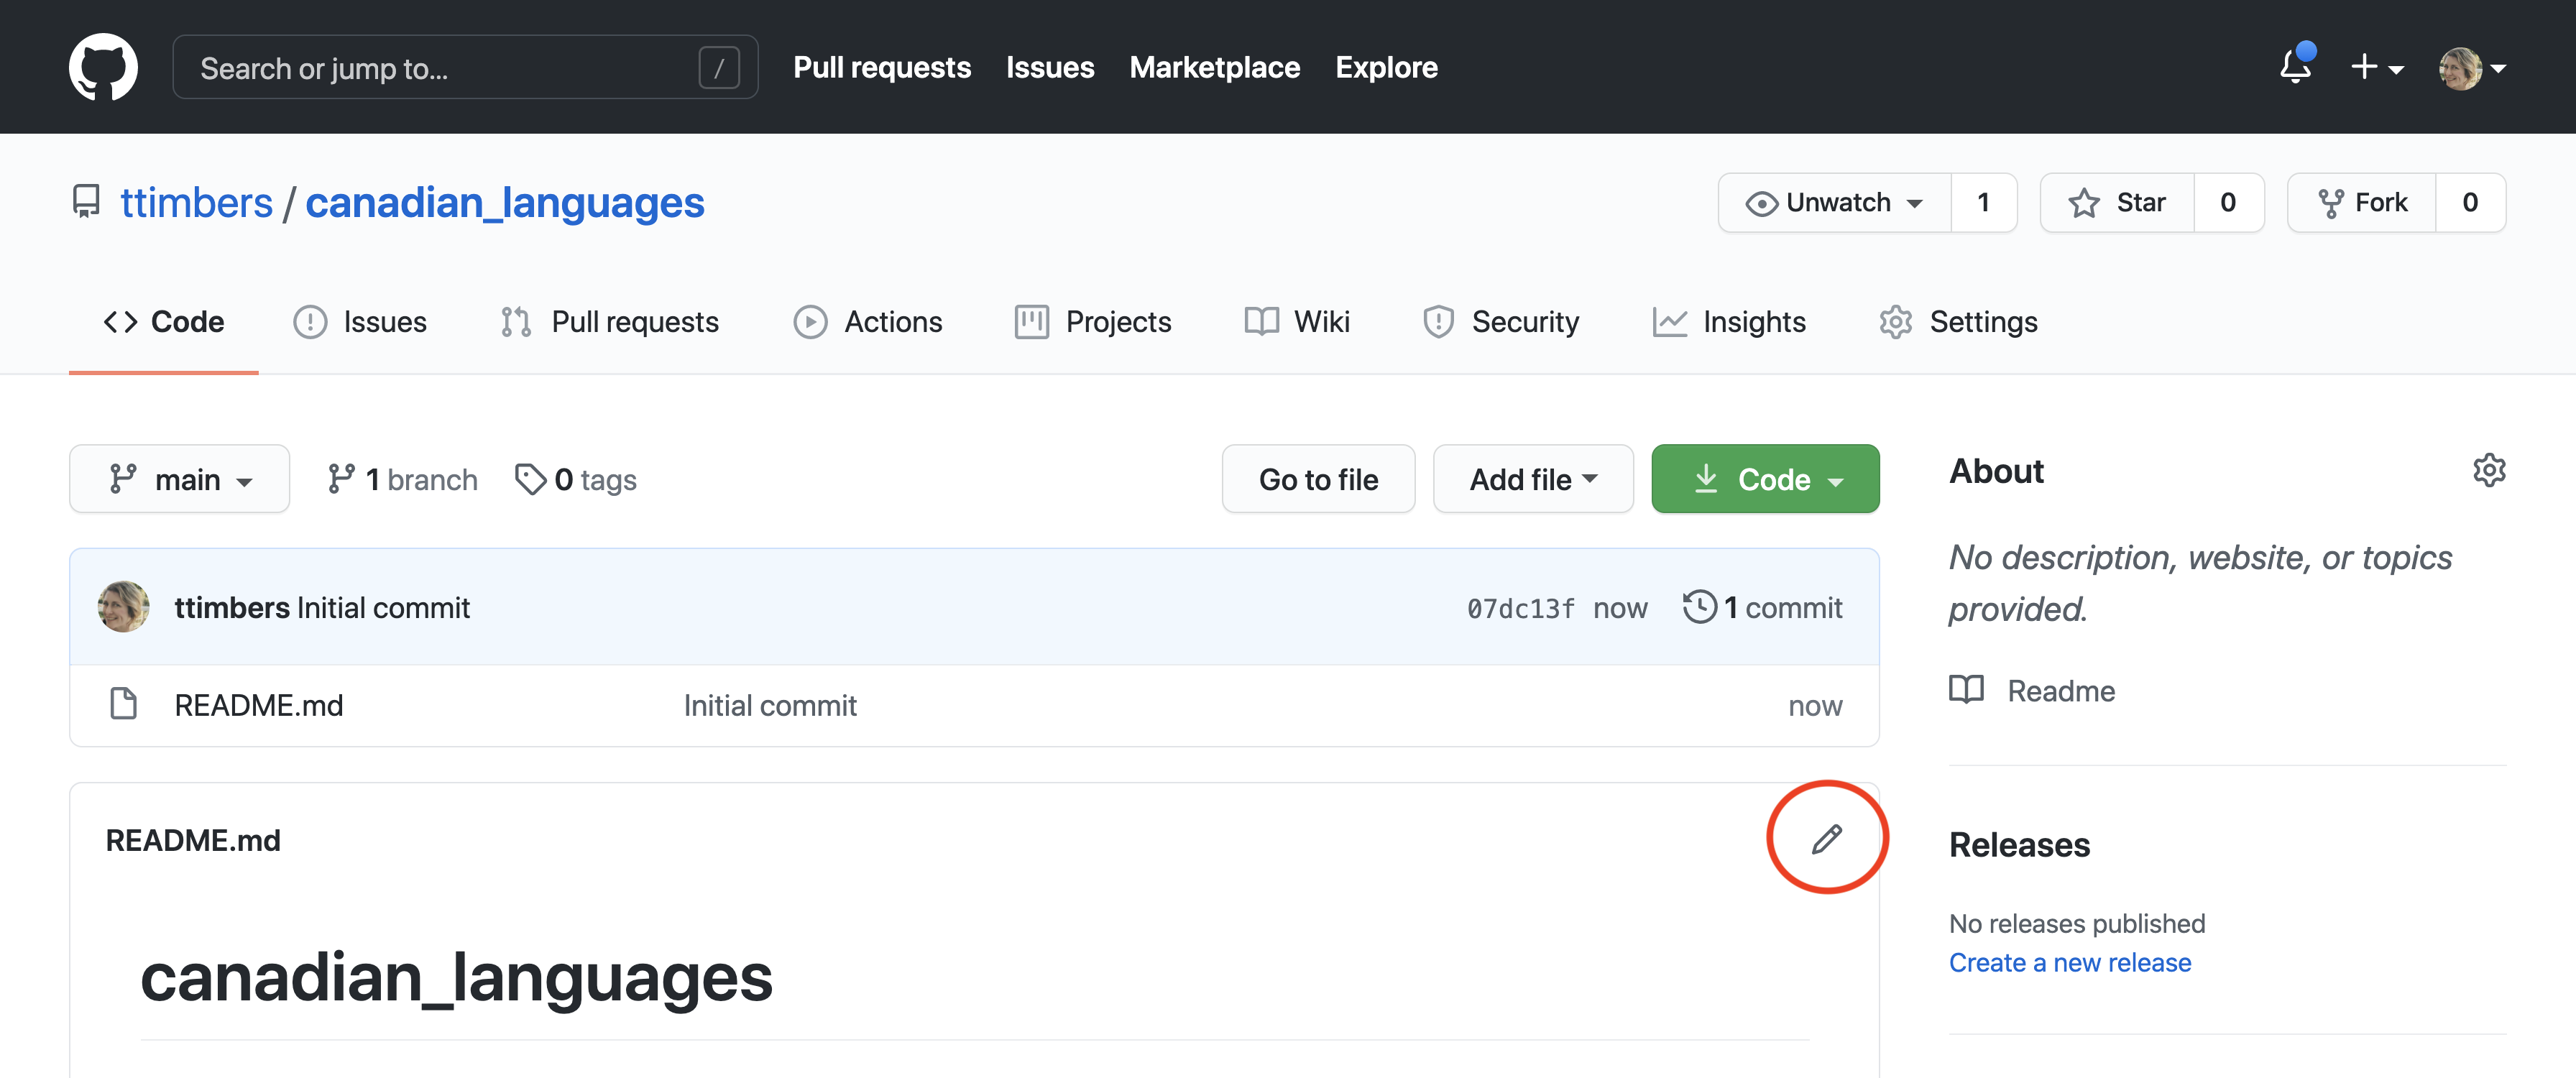 Search or jump to... / Pull requests Issues Marketplace Explore
ttimbers / canadian_languages Unwatch 1 Star 0 Fork 0
Code Issues Pull requests Actions Projects Wiki Security Insights Settings
main 1 branch 0 tags Go to file Add file Code
ttimbers Initial commit 07dc13f now 1 commit
README.md Initial commit now
README.md
canadian_languages
About
No description, website, or topics
provided.
Readme
Releases
No releases published
Create a new release